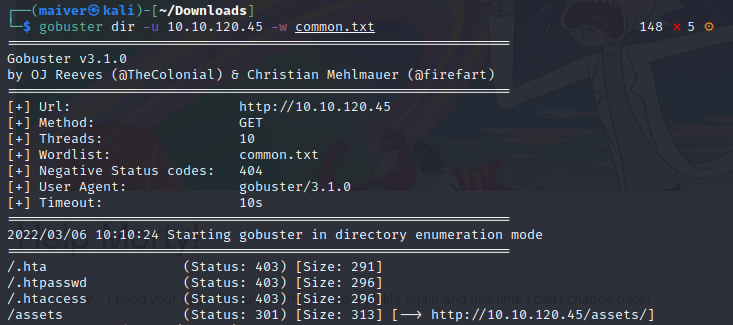 ┌──(maiver㉿kali)-[~/Downloads]
└─$ gobuster dir -u 10.10.120.45 -w common.txt 148 ⨯ 5 ⚙
===============================================================
Gobuster v3.1.0
by OJ Reeves (@TheColonial) & Christian Mehlmauer (@firefart)
===============================================================
[+] Url: http://10.10.120.45
[+] Method: GET
[+] Threads: 10
[+] Wordlist: common.txt
[+] Negative Status codes: 404
[+] User Agent: gobuster/3.1.0
[+] Timeout: 10s
===============================================================
2022/03/06 10:10:24 Starting gobuster in directory enumeration mode
===============================================================
Help Morty!
/.hta (Status: 403) [Size: 291]
/.htpasswd (Status: 403) [Size: 296]
/.htaccess (Status: 403) [Size: 296]
I need your again and this time I can't change back!
/assets (Status: 301) [Size: 313] [--> http://10.10.120.45/assets/]